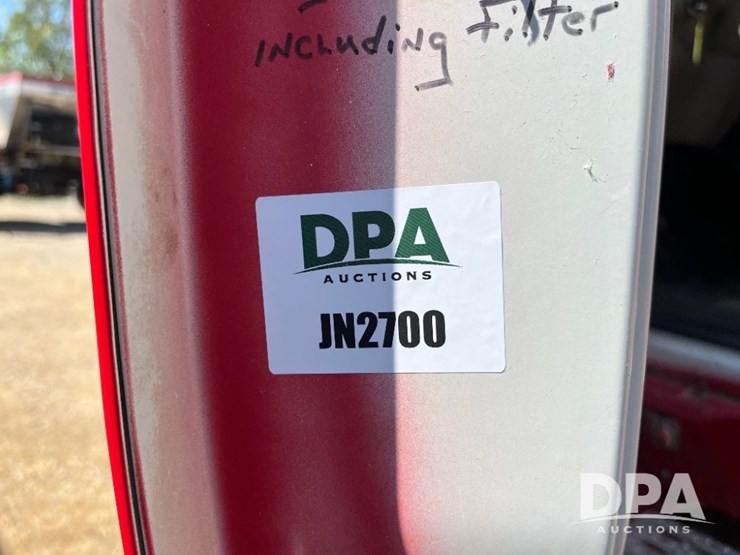 INCLUDING FILTER
DPA
AUCTIONS
JN2700
DPA
AUCTIONS